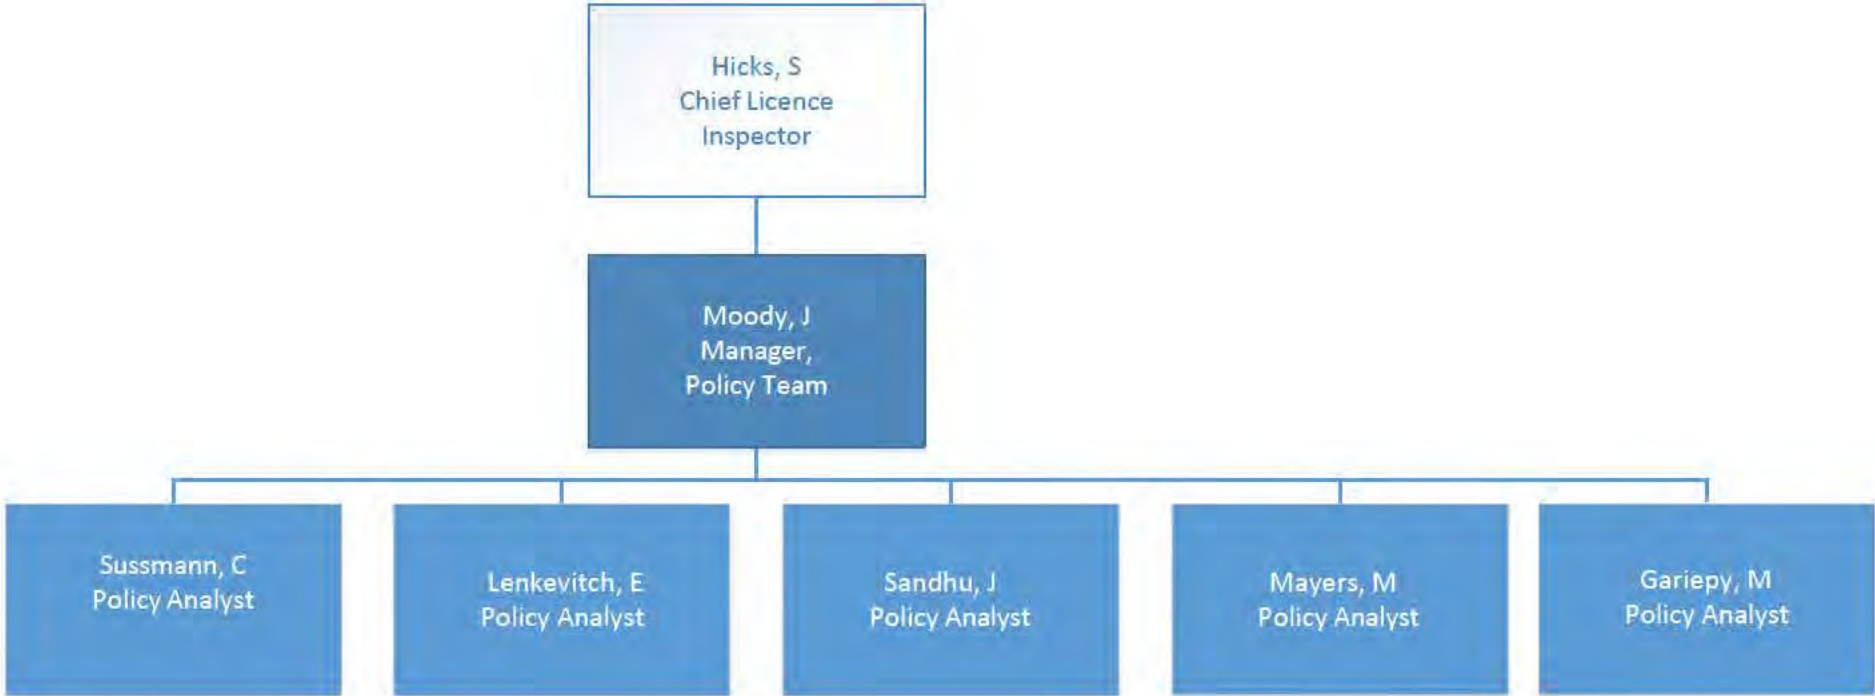 Hicks, S
Chief Licence
Inspector
Moody, J
Manager,
Policy Team
Sussmann, C
Policy Analyst
Lenkevitch, E
Policy Analyst
Sandhu, J
Policy Analyst
Mayers, M
Policy Analyst
Gariepy, M
Policy Analyst